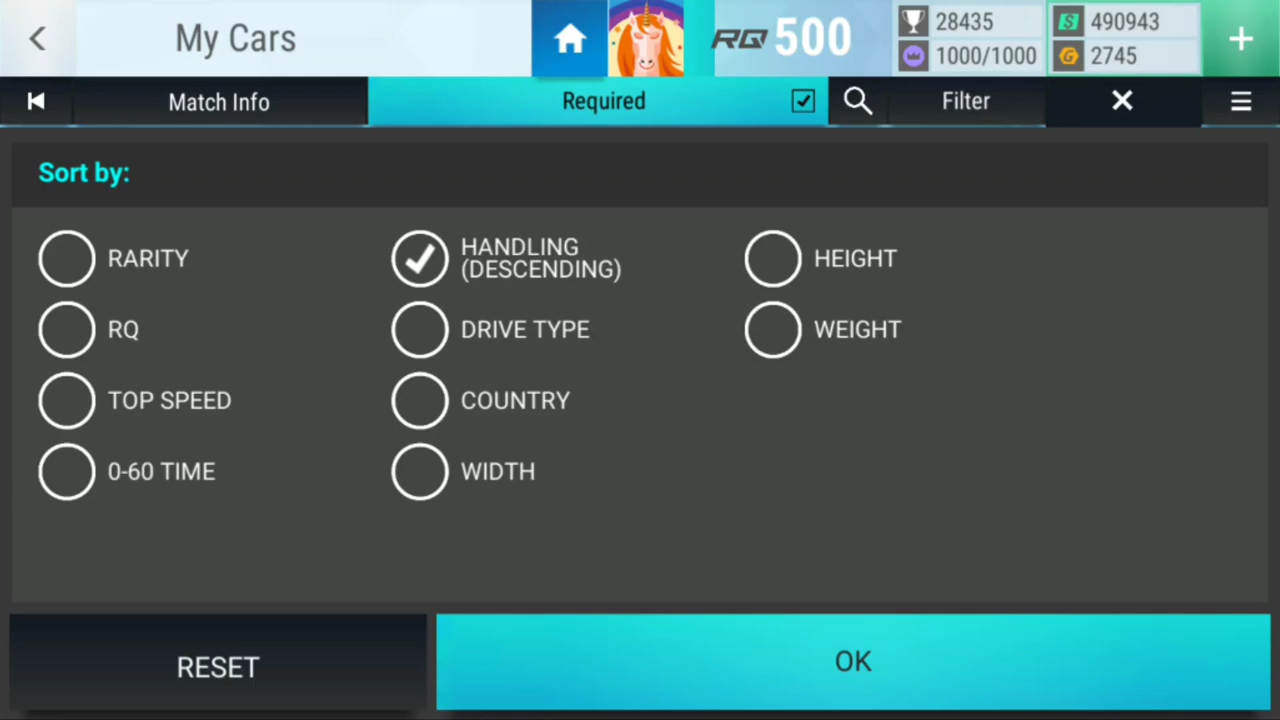 My Cars
RQ 500
28435
1000/1000
490943
2745
Match Info
Required
Filter
Sort by:
RARITY
HANDLING
(DESCENDING)
HEIGHT
RQ
DRIVE TYPE
WEIGHT
TOP SPEED
COUNTRY
0-60 TIME
WIDTH
RESET
OK